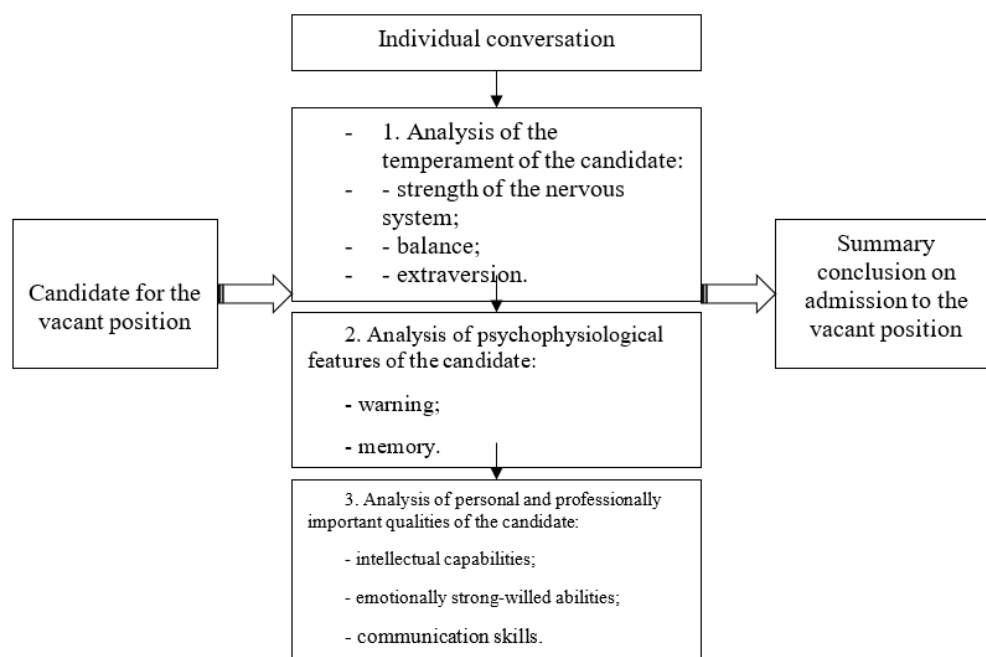 Individual conversation
- 1. Analysis of the
temperament of the candidate:
- - strength of the nervous
system;
- - balance;
- - extraversion.
Candidate for the
vacant position
Summary
conclusion on
admission to the
vacant position
2. Analysis of psychophysiological
features of the candidate:
- warning;
- memory.
3. Analysis of personal and professionally
important qualities of the candidate:
- intellectual capabilities;
- emotionally strong-willed abilities;
- communication skills.